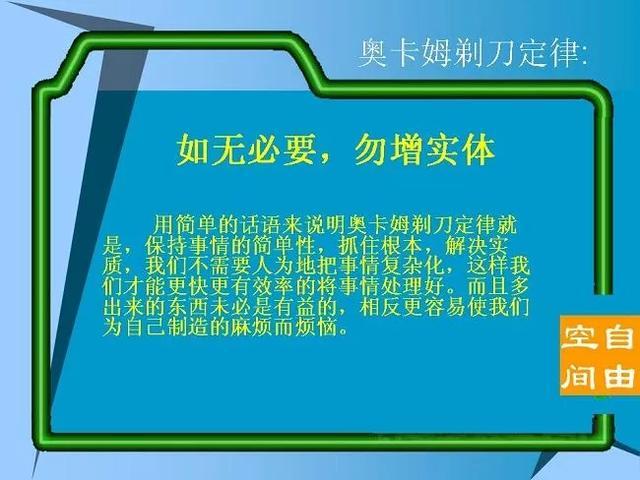 奥卡姆剃刀定律:
如无必要，勿增实体
用简单的话语来说明奥卡姆剃刀定律就
是，保持事情的简单性，抓住根本，解决实
质，我们不需要人为地把事情复杂化，这样我
们才能更快更有效率的将事情处理好。而且多
出来的东西未必是有益的，相反更容易使我们
为自己制造的麻烦而烦恼。
空自
间由